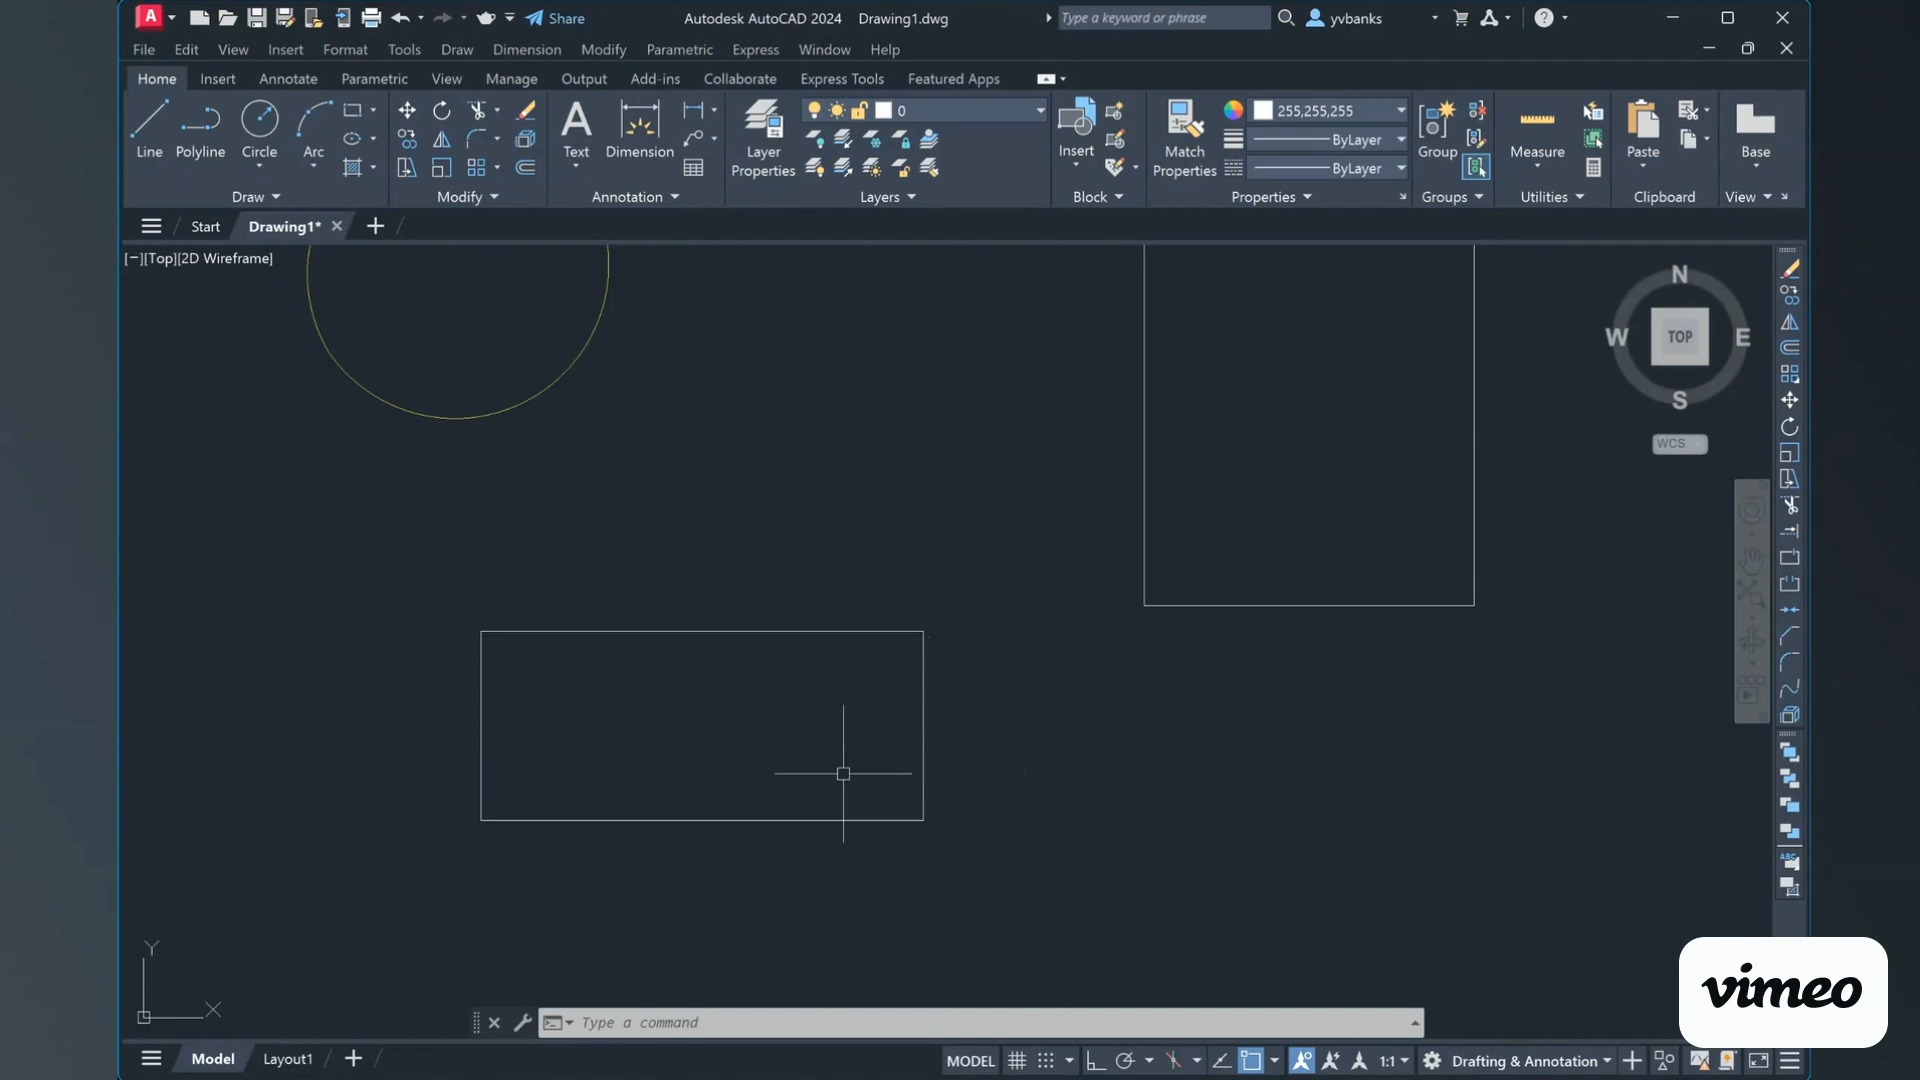 A Share Autodesk AutoCAD 2024 Drawing1.dwg Type a keyword or phrase yvbanks ?
File Edit View Insert Format Tools Draw Dimension Modify Parametric Express Window Help
Home Insert Annotate Parametric View Manage Output Add-ins Collaborate Express Tools Featured Apps
0 255,255,255
Line Polyline Circle Arc A Text Dimension Layer Properties Insert Match Properties ByLayer ByLayer Group Measure Paste Base
Draw Modify Annotation Layers Block Properties Groups Utilities Clipboard View
Start Drawing1* +
[−][Top][2D Wireframe]
N
W TOP E
S
WCS
ABC
Y
X
Type a command
vimeo
Model Layout1 + MODEL 1:1 Drafting & Annotation